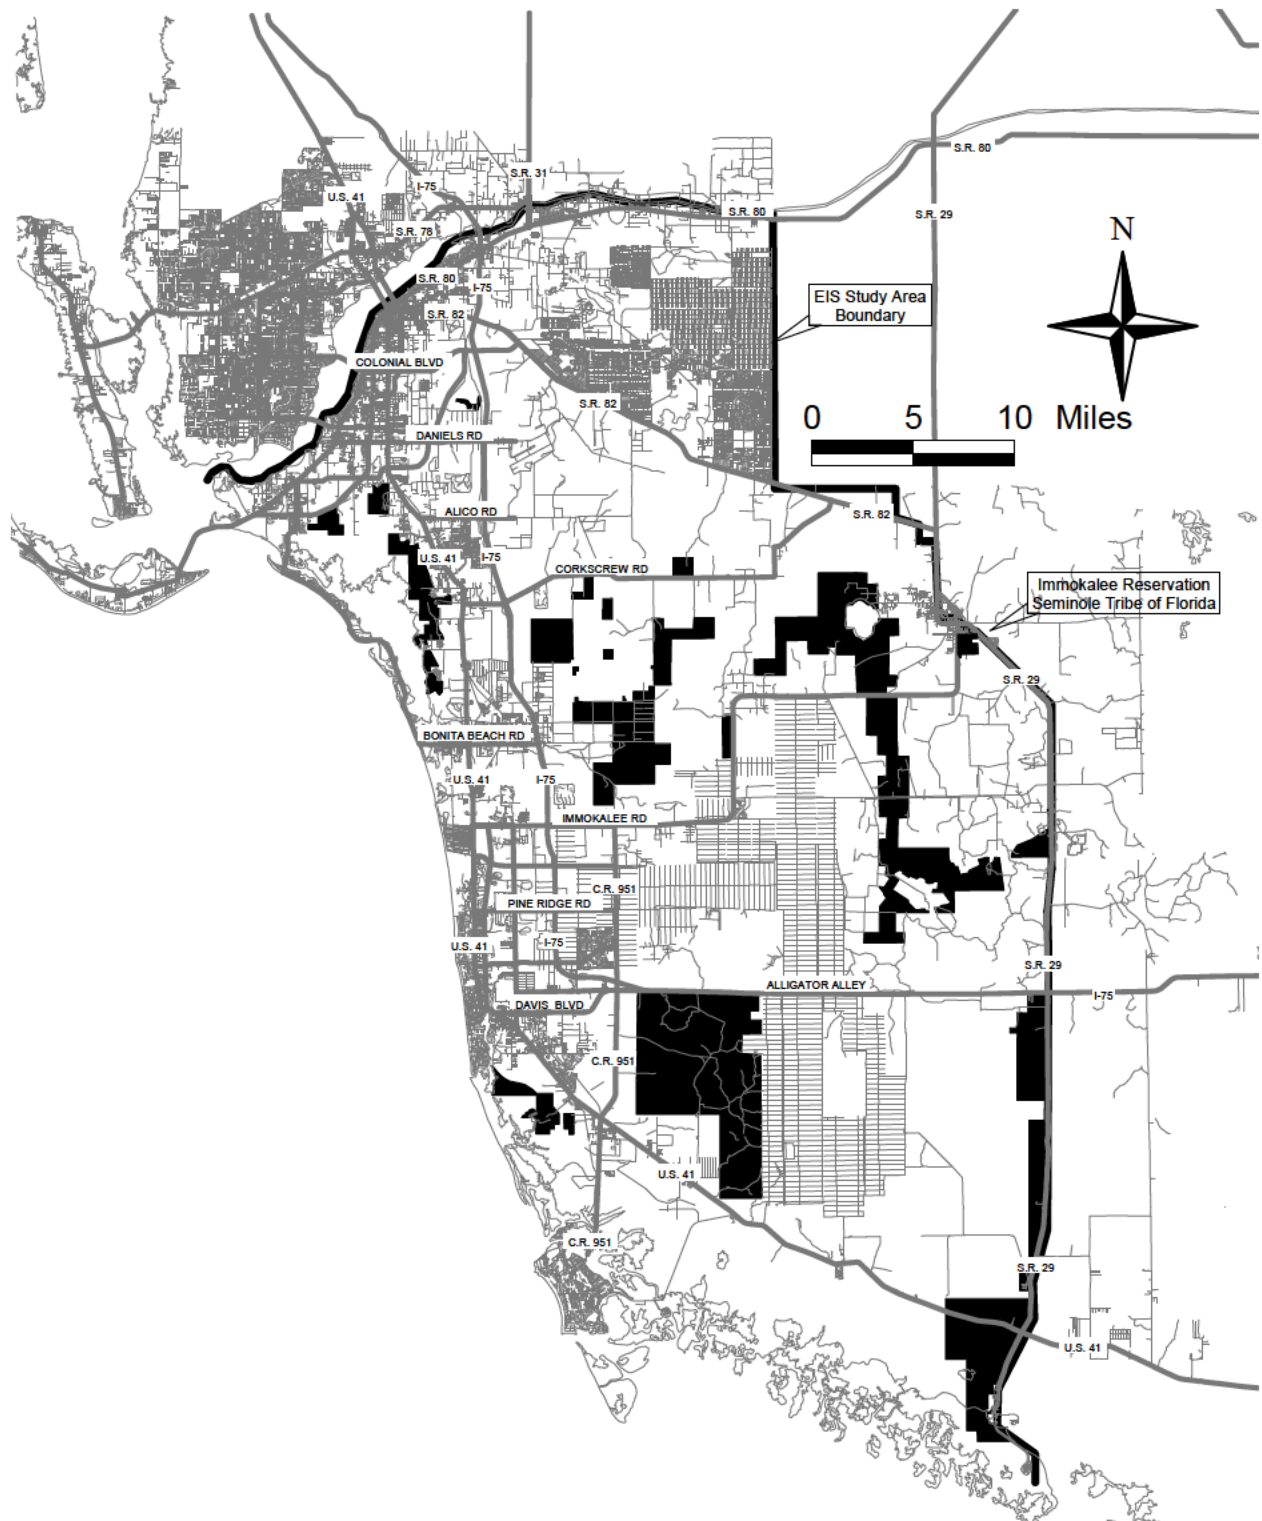 S.R. 80
S.R. 31
I-75
U.S. 41
S.R. 80
S.R. 29
S.R. 78
N
S.R. 80
I-75
EIS Study Area
Boundary
S.R. 82
COLONIAL BLVD
S.R. 82
0 5 10 Miles
DANIELS RD
ALICO RD
S.R. 82
U.S. 41
I-75
CORKSCREW RD
Immokalee Reservation
Seminole Tribe of Florida
S.R. 29
BONITA BEACH RD
U.S. 41
I-75
IMMOKALEE RD
C.R. 951
PINE RIDGE RD
U.S. 41
I-75
S.R. 29
ALLIGATOR ALLEY
I-75
DAVIS BLVD
C.R. 951
U.S. 41
C.R. 951
S.R. 29
U.S. 41